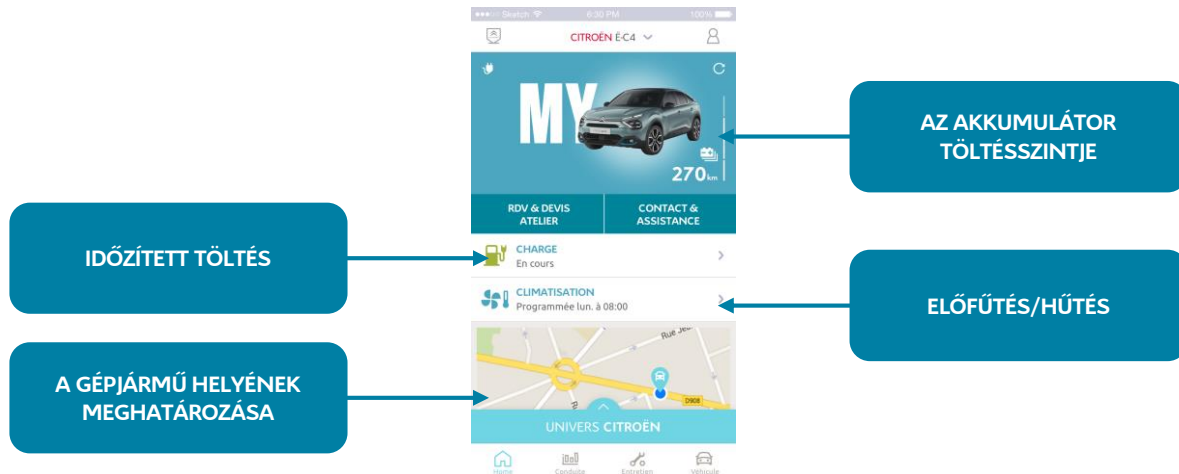 Sketch 6:30 PM 100%
CITROËN Ë-C4
MY
270 km
RDV & DEVIS
ATELIER
CONTACT &
ASSISTANCE
CHARGE
En cours
CLIMATISATION
Programmée lun. à 08:00
Rue Je
D908
UNIVERS CITROËN
Home Conduite Entretien Véhicule
IDŐZÍTETT TÖLTÉS
A GÉPJÁRMŰ HELYÉNEK
MEGHATÁROZÁSA
AZ AKKUMULÁTOR
TÖLTÉSSZINTJE
ELŐFŰTÉS/HŰTÉS